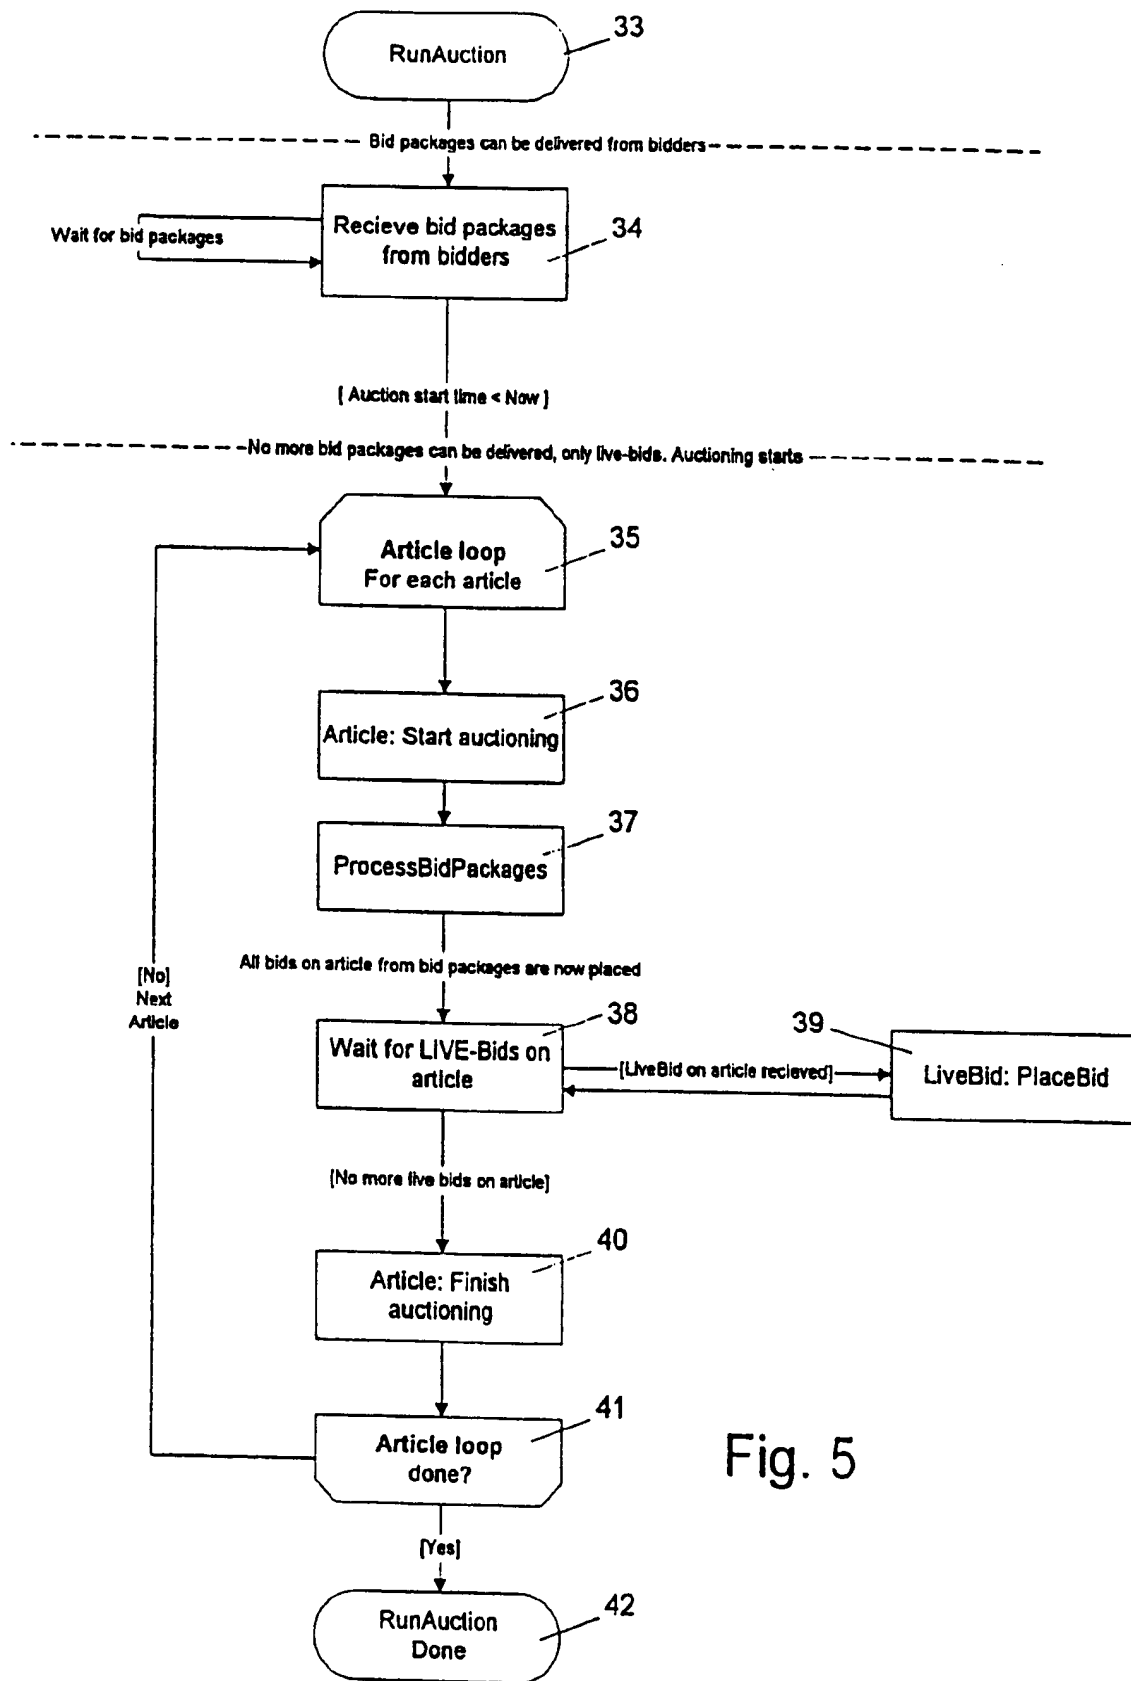 33
RunAuction
Bid packages can be delivered from bidders
Recieve bid packages
from bidders
34
Wait for bid packages
[ Auction start time < Now ]
No more bid packages can be delivered, only live-bids. Auctioning starts
35
Article loop
For each article
36
Article: Start auctioning
37
ProcessBidPackages
All bids on article from bid packages are now placed
[No]
Next
Article
38
Wait for LIVE-Bids on
article
[LiveBid on article recieved]
39
LiveBid: PlaceBid
[No more live bids on article]
40
Article: Finish
auctioning
41
Article loop
done?
Fig. 5
[Yes]
42
RunAuction
Done